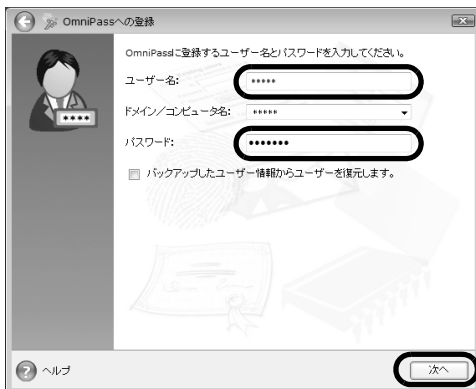 OmniPassへの登録
OmniPassに登録するユーザー名とパスワードを入力してください。
ユーザー名: *****
ドメイン／コンピュータ名: *****
パスワード: ●●●●●●●
****
バックアップしたユーザー情報からユーザーを復元します。
? ヘルプ
次へ